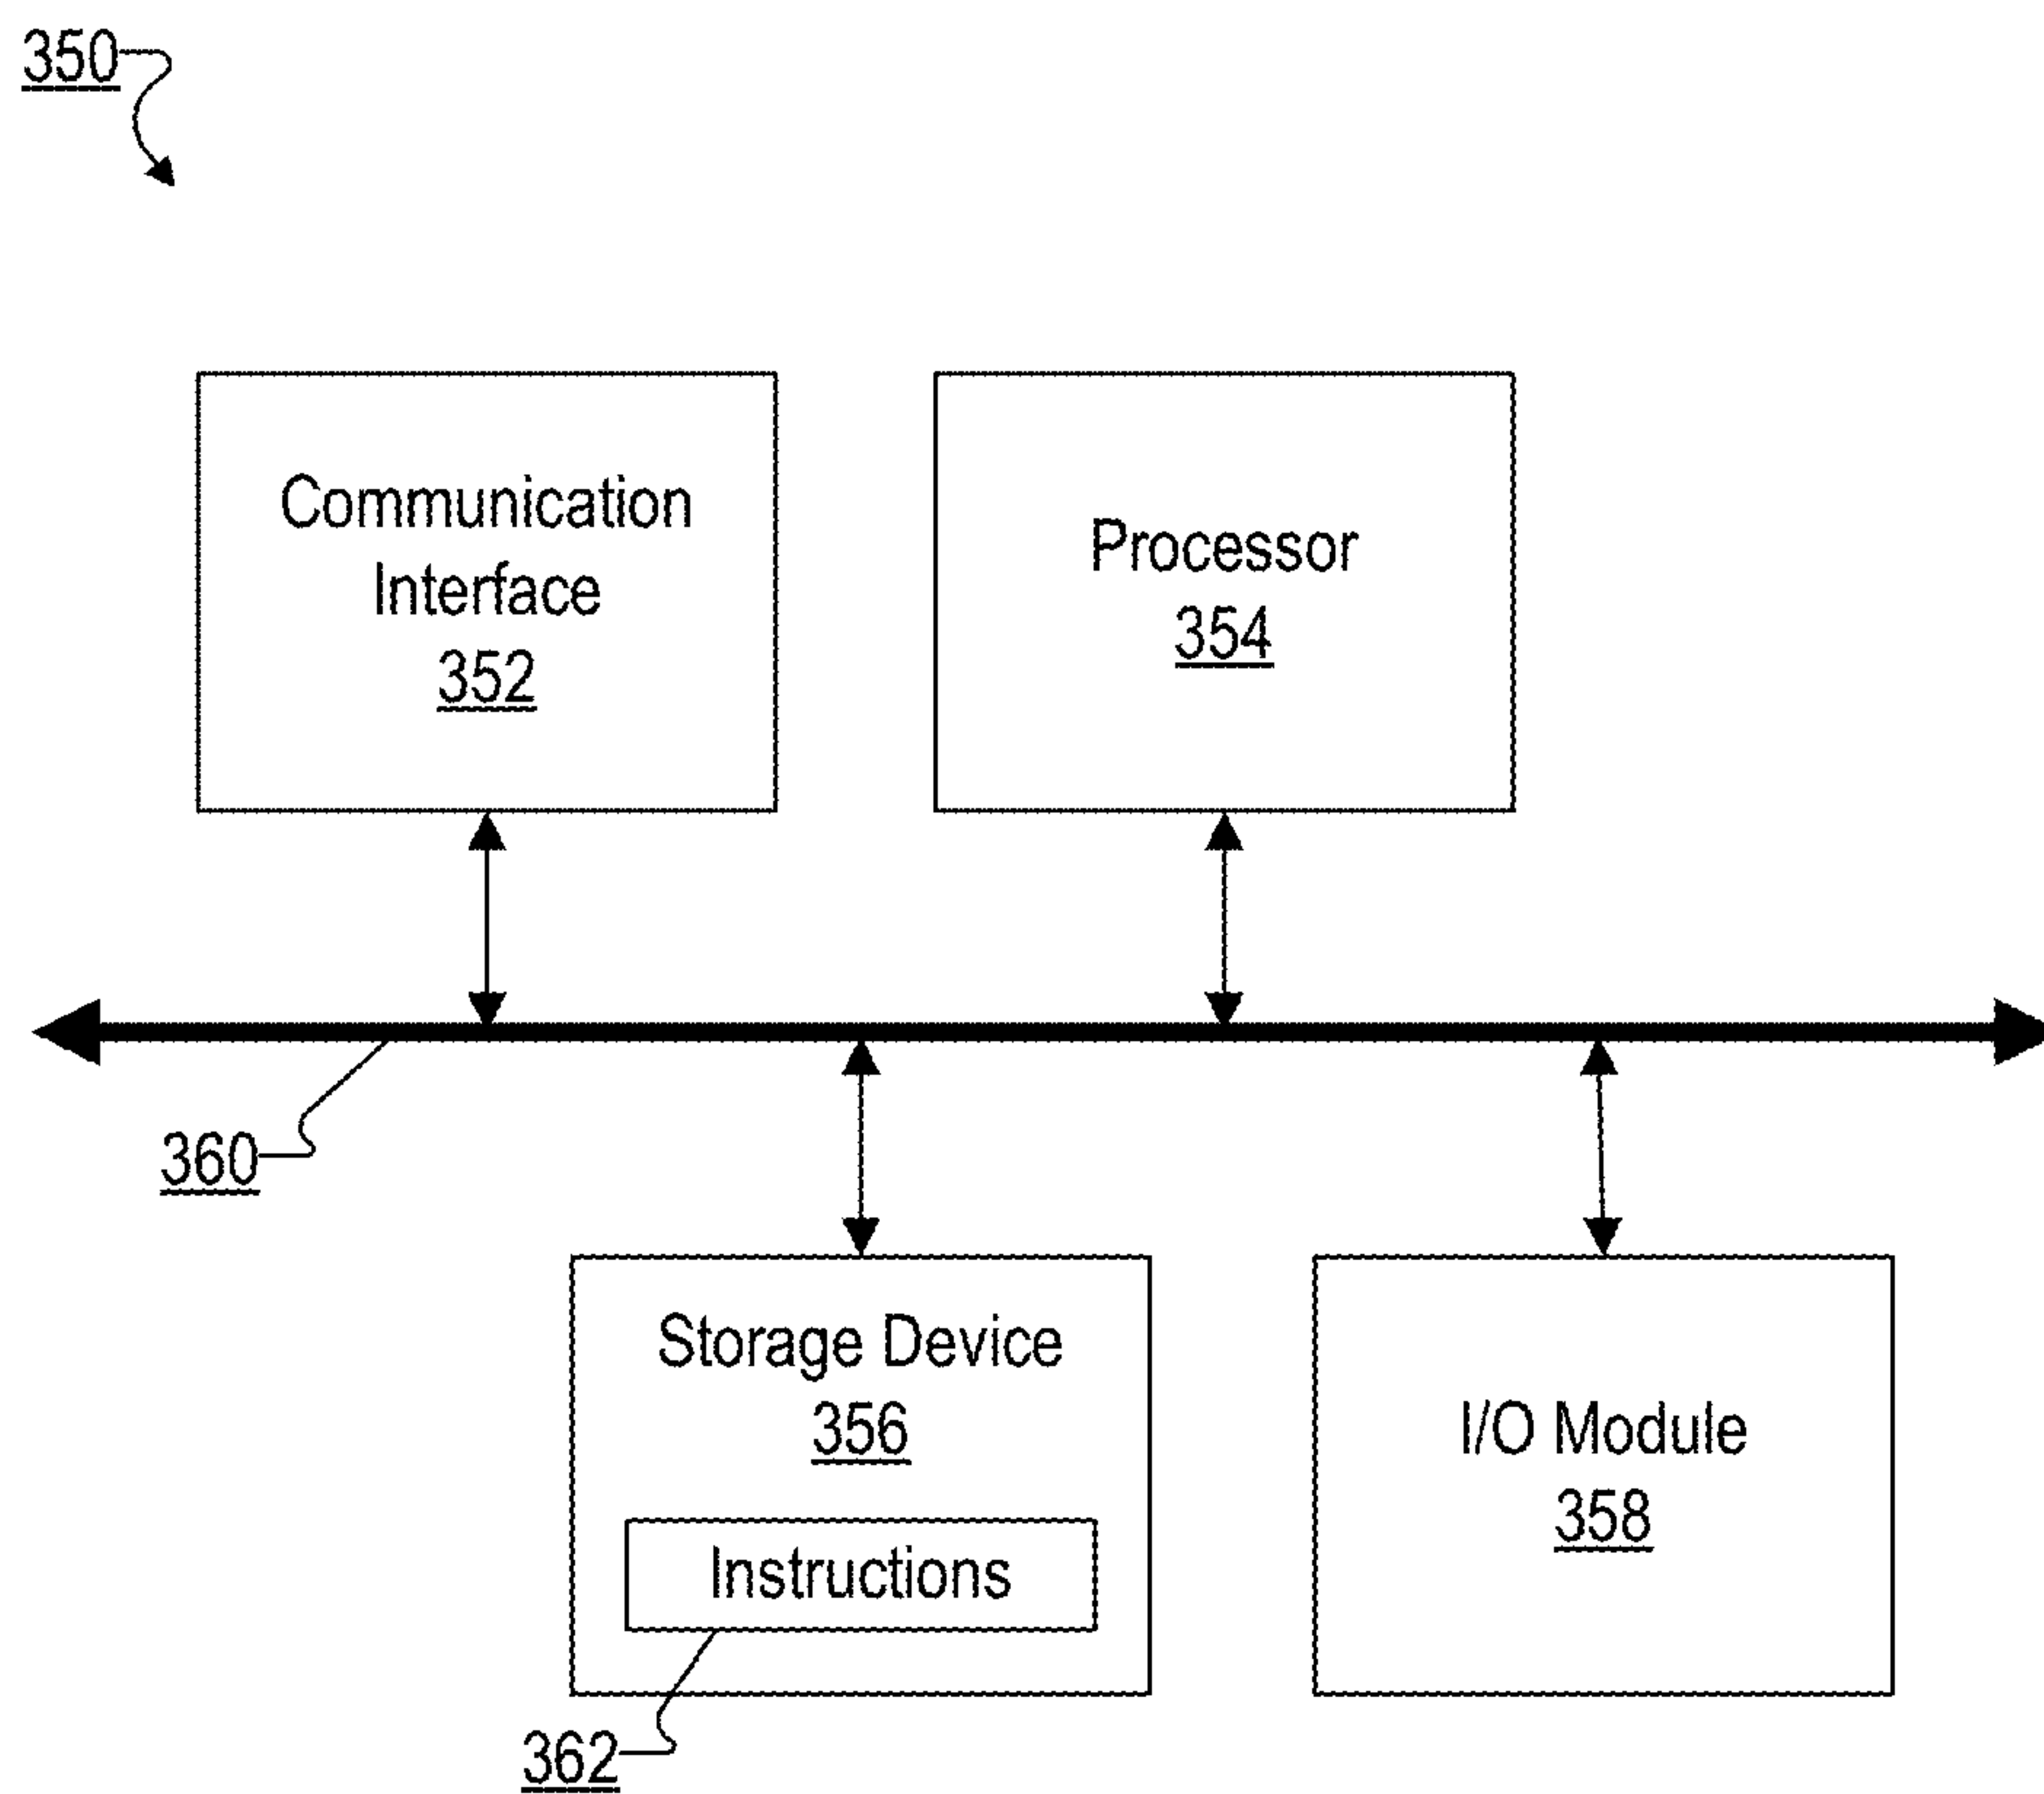 350
Communication
Interface
352
Processor
354
360
Storage Device
356
Instructions
362
I/O Module
358